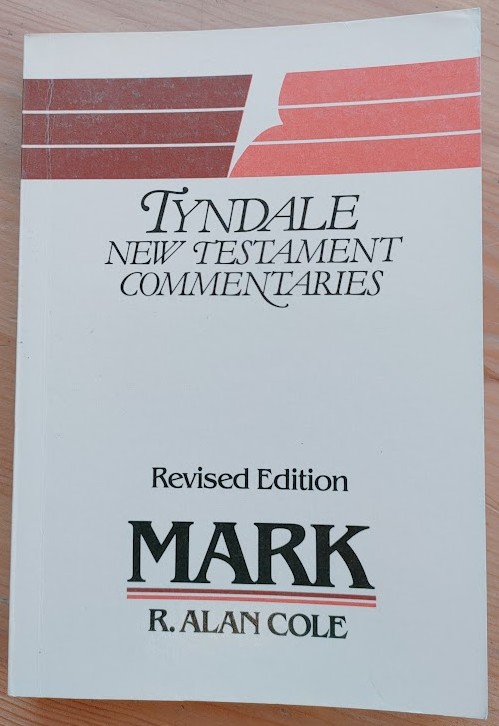 TYNDALE
NEW TESTAMENT
COMMENTARIES
Revised Edition
MARK
R. ALAN COLE